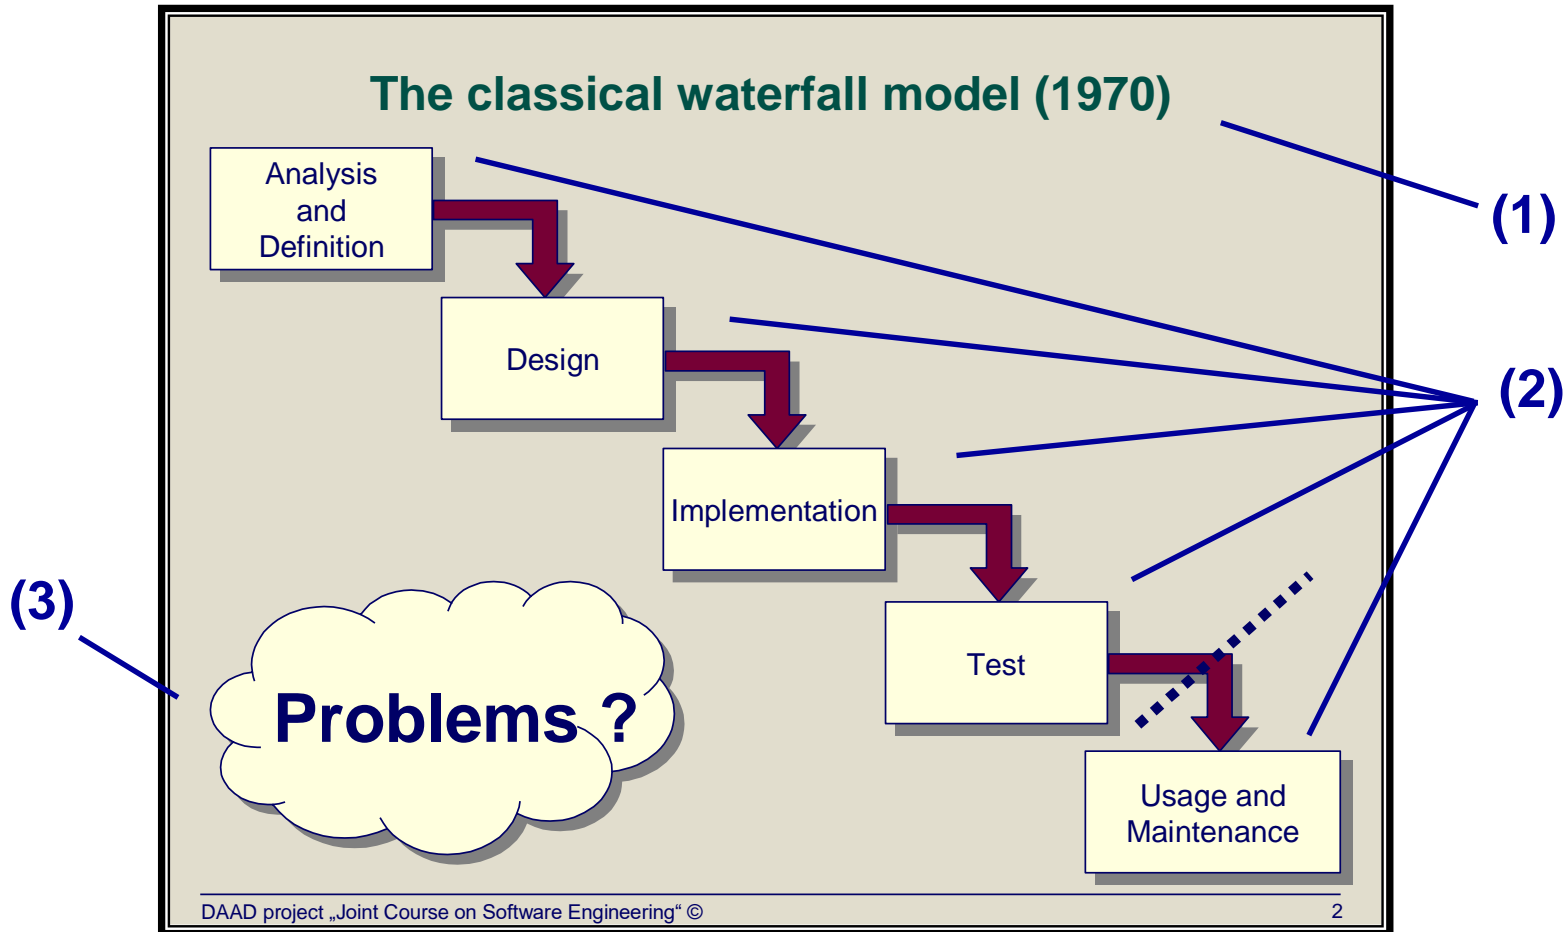 The classical waterfall model (1970)
Analysis
and
Definition
(1)
Design
(2)
Implementation
(3)
Test
Problems ?
Usage and
Maintenance
DAAD project „Joint Course on Software Engineering“ ©
2